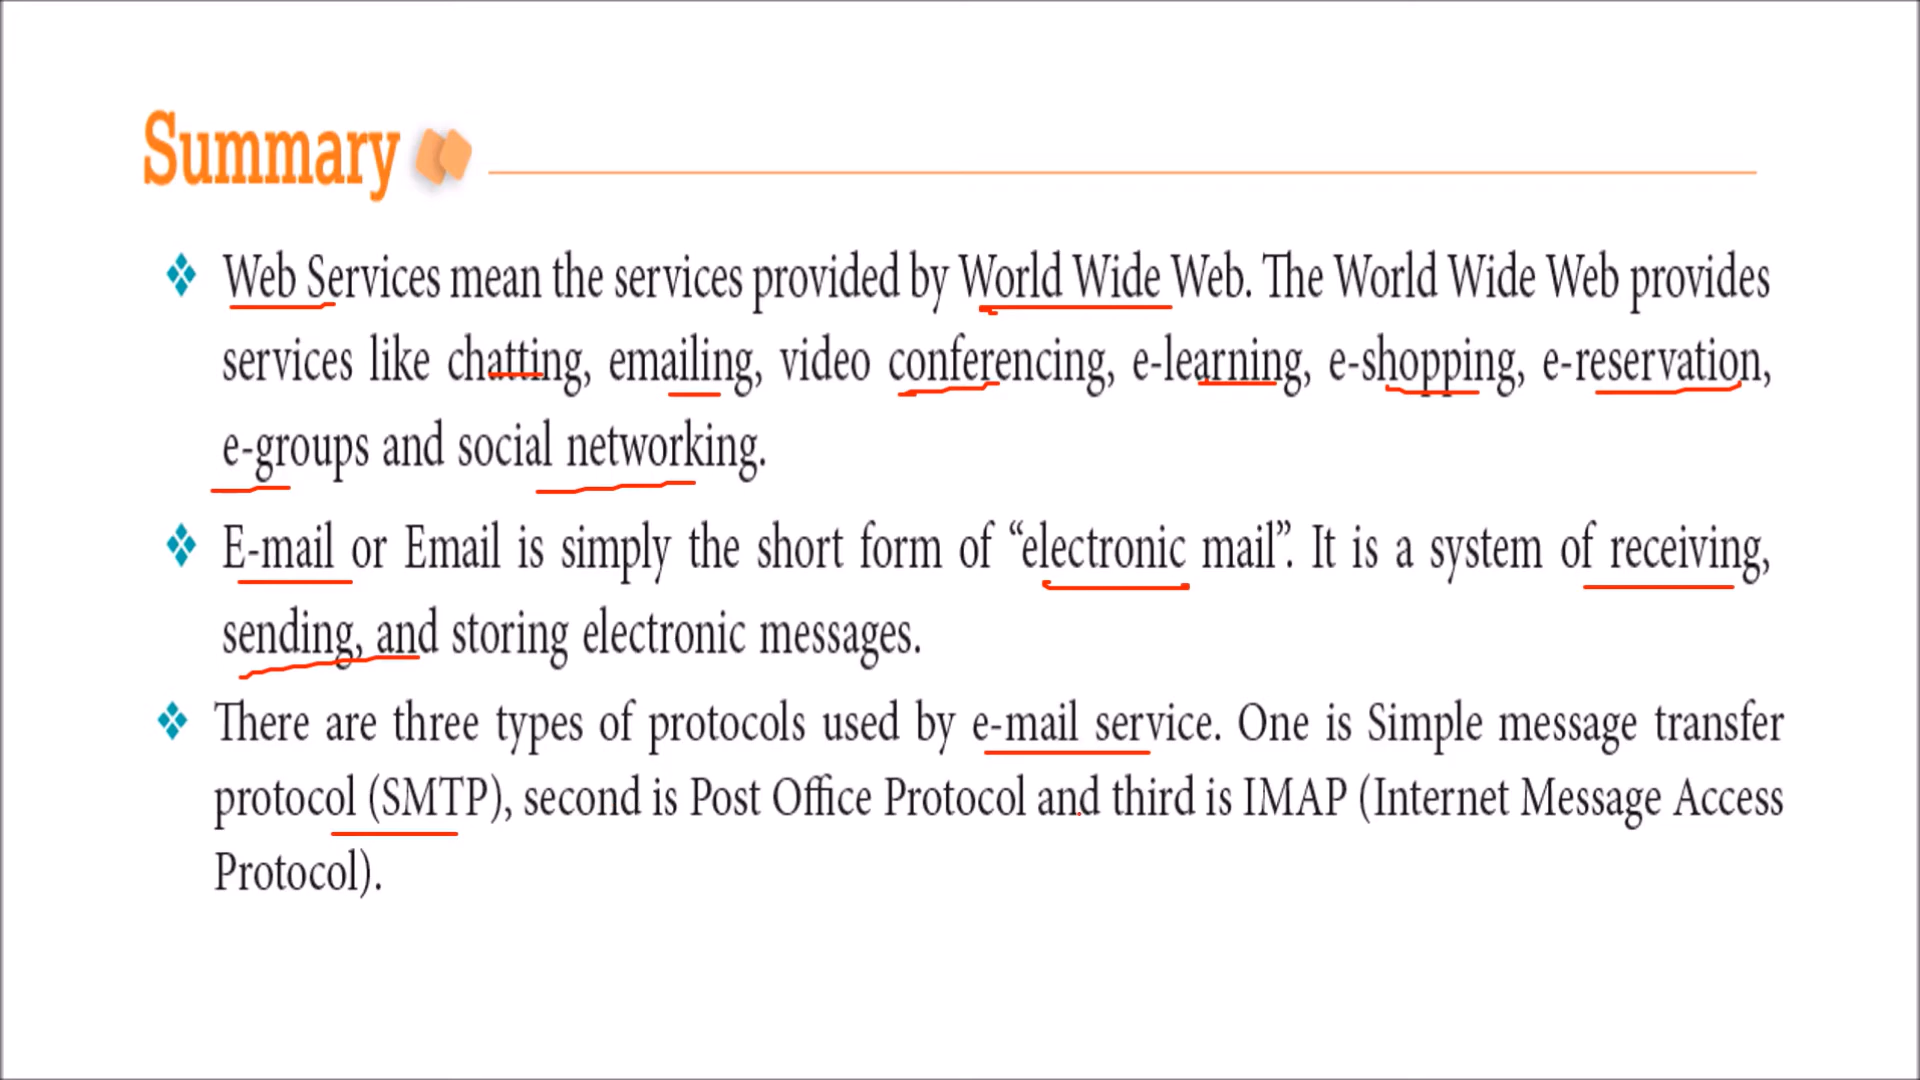 Summary
Web Services mean the services provided by World Wide Web. The World Wide Web provides
services like chatting, emailing, video conferencing, e-learning, e-shopping, e-reservation,
e-groups and social networking.
E-mail or Email is simply the short form of “electronic mail”. It is a system of receiving,
sending, and storing electronic messages.
There are three types of protocols used by e-mail service. One is Simple message transfer
protocol (SMTP), second is Post Office Protocol and third is IMAP (Internet Message Access
Protocol).